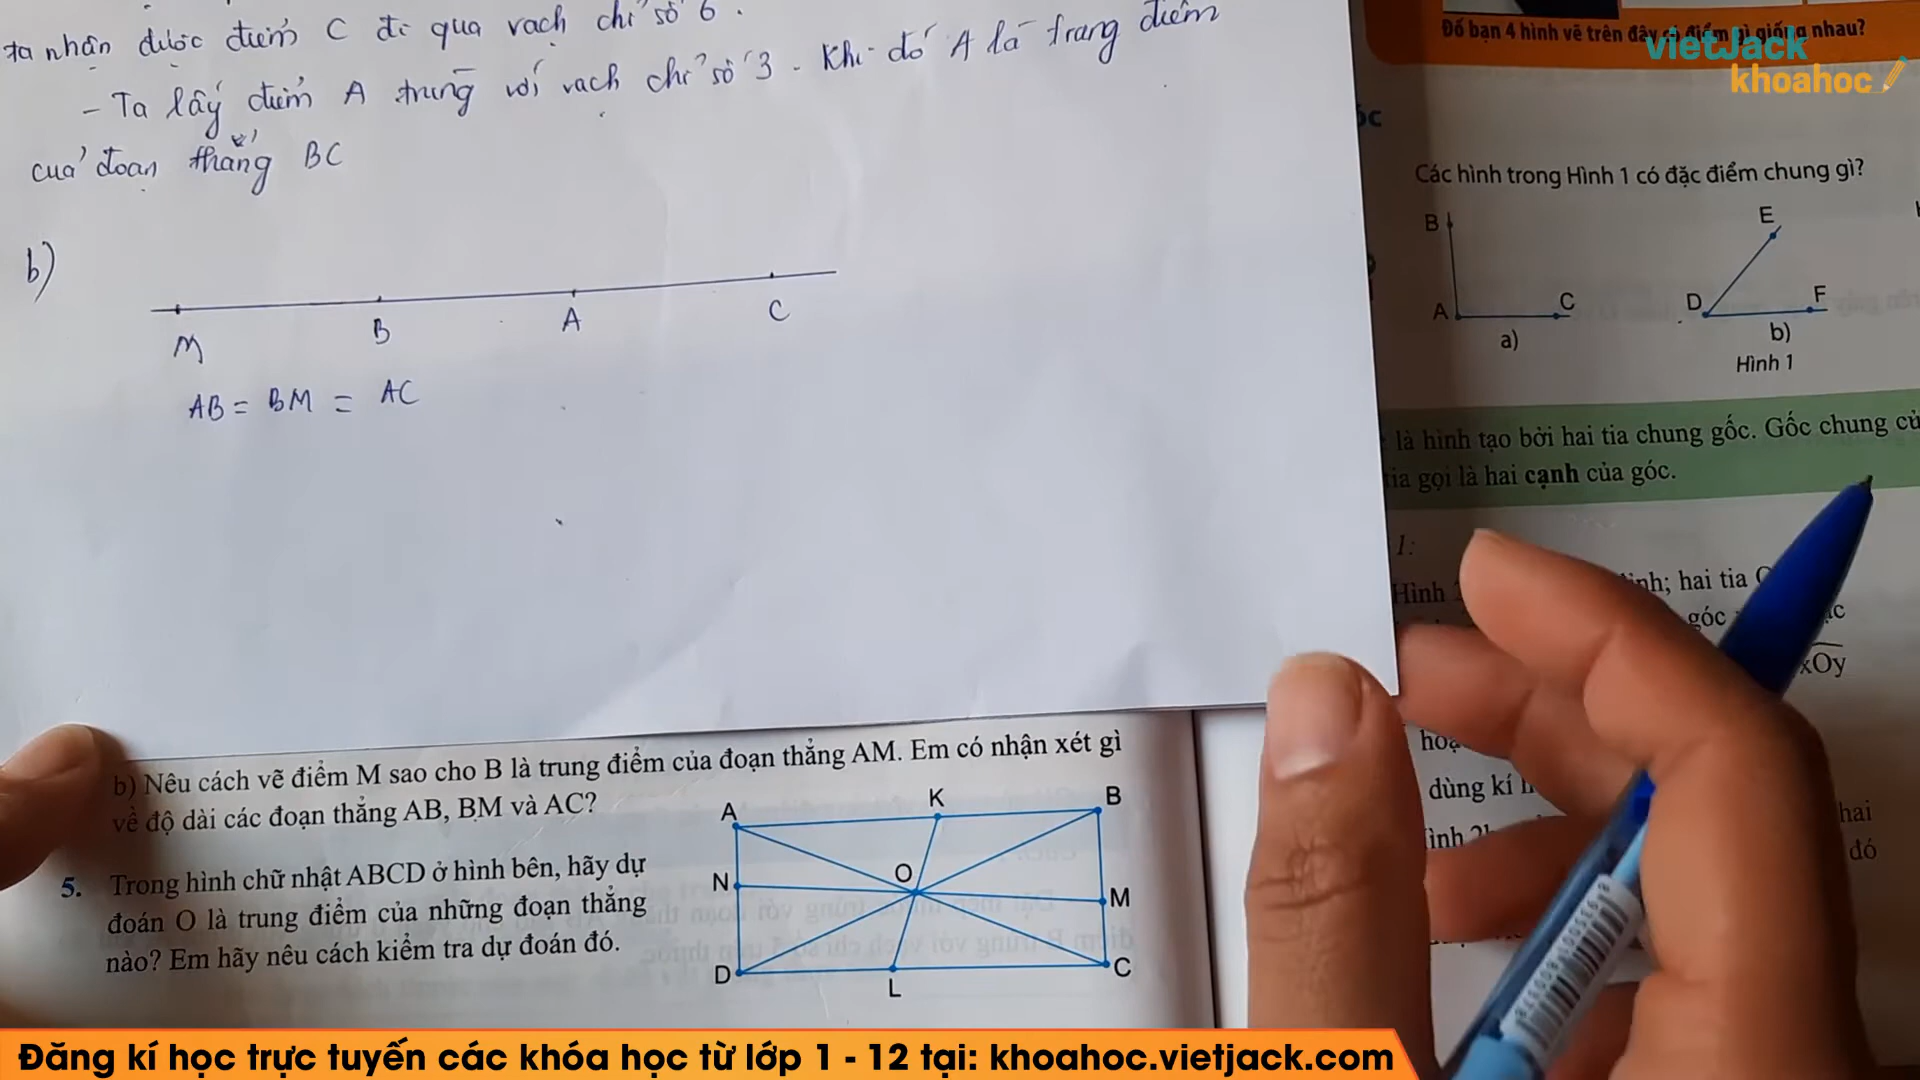 ta nhận được điểm C đi qua vạch chỉ số 6.
- Ta lấy điểm A trùng với vạch chỉ số 3. Khi đó A là trung điểm
của đoạn thẳng BC
b)
M B A C
AB = BM = AC
b) Nêu cách vẽ điểm M sao cho B là trung điểm của đoạn thẳng AM. Em có nhận xét gì
về độ dài các đoạn thẳng AB, BM và AC?
5. Trong hình chữ nhật ABCD ở hình bên, hãy dự
đoán O là trung điểm của những đoạn thẳng
nào? Em hãy nêu cách kiểm tra dự đoán đó.
A K B
N O M
D L C
Đố bạn 4 hình vẽ trên đây có điểm gì giống nhau?
vietJack
khoahoc
Các hình trong Hình 1 có đặc điểm chung gì?
B E
A C D F
a) b)
Hình 1
là hình tạo bởi hai tia chung gốc. Gốc chung củ
tia gọi là hai cạnh của góc.
1:
Hình hai tia
góc
xOy
dùng kí
hai
đó
Đăng kí học trực tuyến các khóa học từ lớp 1 - 12 tại: khoahoc.vietjack.com